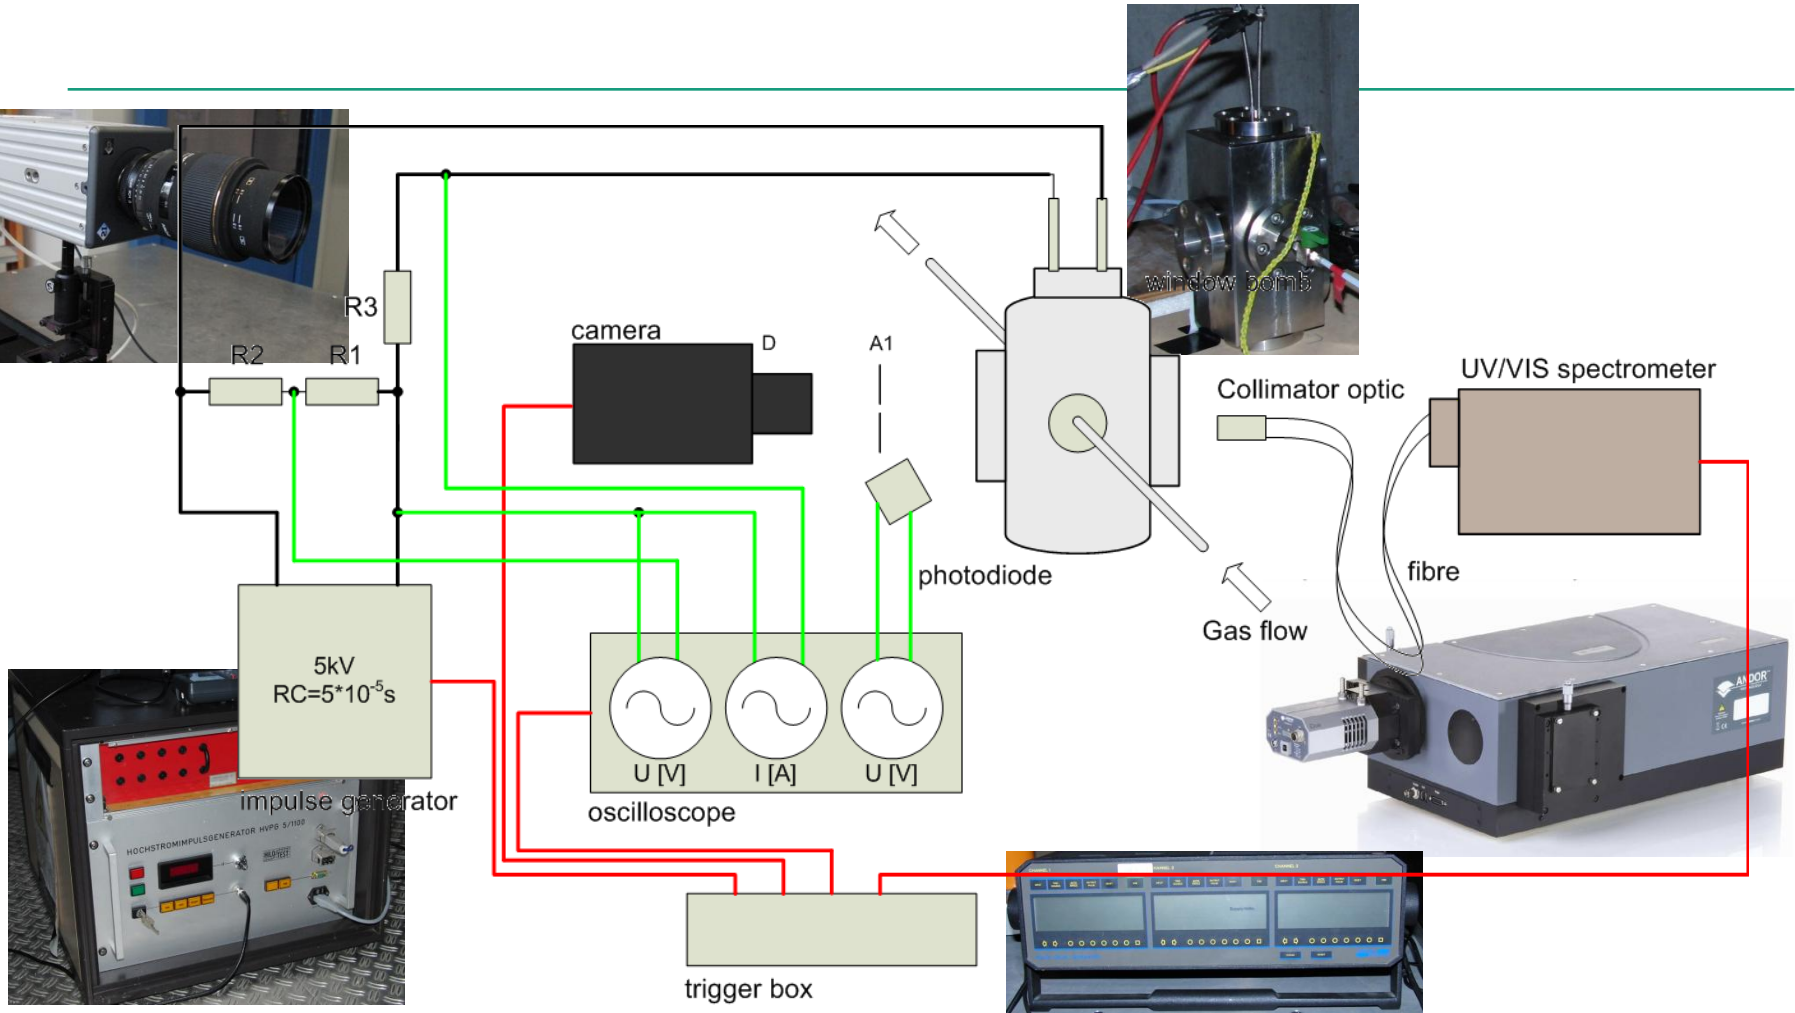 window bomb
R3
R2
R1
camera
D
A1
UV/VIS spectrometer
Collimator optic
fibre
photodiode
Gas flow
5kV
RC=5*10⁻⁵s
ANDOR
U [V]
I [A]
U [V]
impulse generator
oscilloscope
HOCHSTROMIMPULSGENERATOR HVPG 5/1100
trigger box